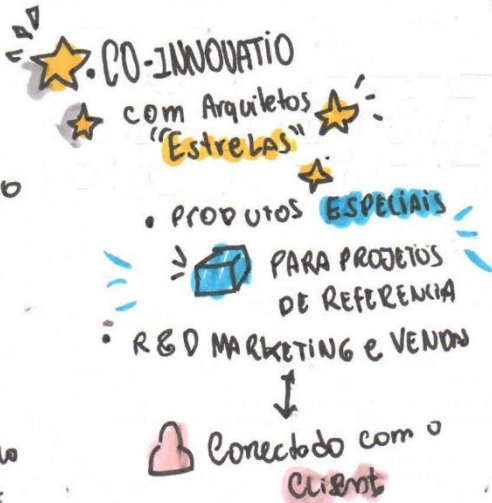 • CO-INNOVATIO
com Arquitetos
"Estrelas"
• PRODUTOS ESPECIAIS
PARA PROJETOS
DE REFERENCIA
• R&D MARKETING e VENDAS
Conectado com o
Client